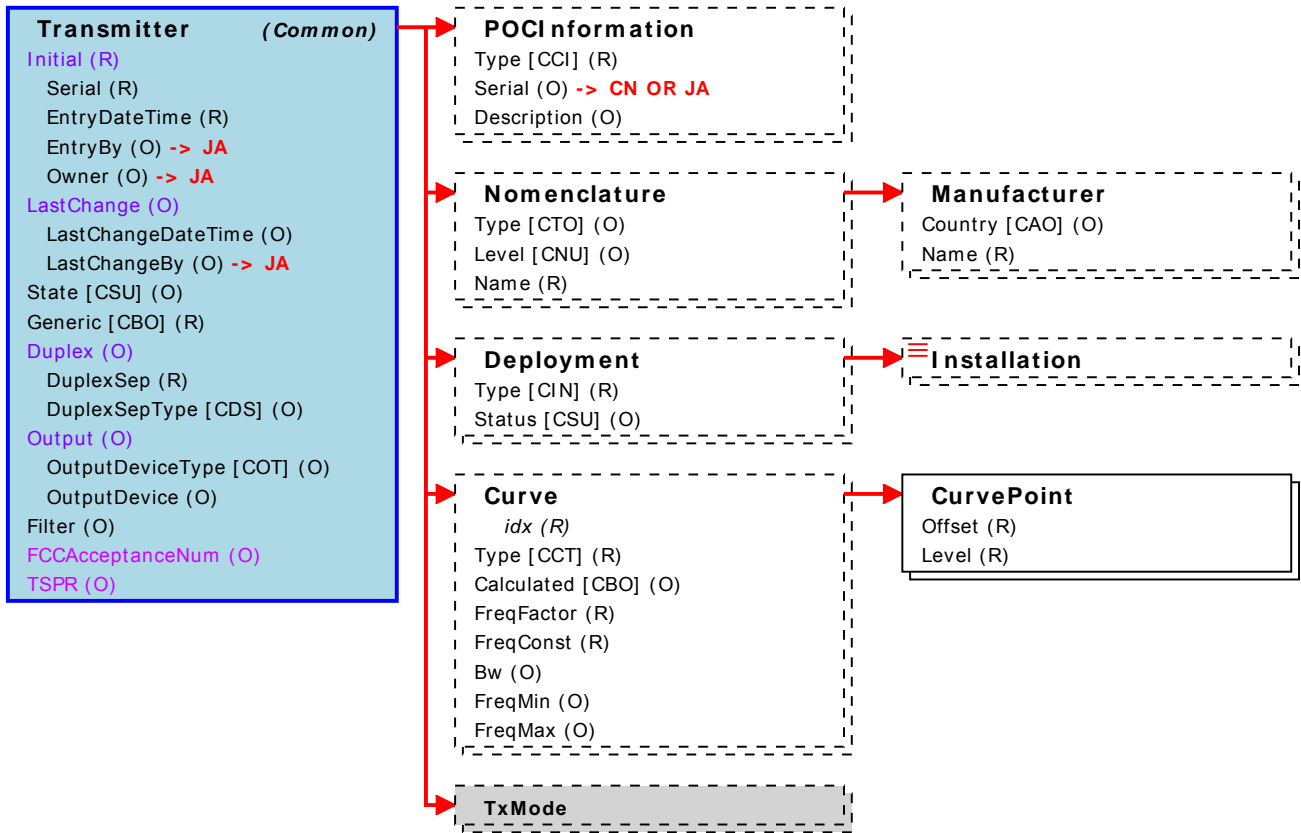 Transmitter (Common)
Initial (R)
Serial (R)
EntryDateTime (R)
EntryBy (O) -> JA
Owner (O) -> JA
LastChange (O)
LastChangeDateTime (O)
LastChangeBy (O) -> JA
State [CSU] (O)
Generic [CBO] (R)
Duplex (O)
DuplexSep (R)
DuplexSepType [CDS] (O)
Output (O)
OutputDeviceType [COT] (O)
OutputDevice (O)
Filter (O)
FCCAcceptanceNum (O)
TSPR (O)
POCInformation
Type [CCI] (R)
Serial (O) -> CN OR JA
Description (O)
Nomenclature
Type [CTO] (O)
Level [CNU] (O)
Name (R)
Manufacturer
Country [CAO] (O)
Name (R)
Deployment
Type [CIN] (R)
Status [CSU] (O)
Installation
Curve
idx (R)
Type [CCT] (R)
Calculated [CBO] (O)
FreqFactor (R)
FreqConst (R)
Bw (O)
FreqMin (O)
FreqMax (O)
CurvePoint
Offset (R)
Level (R)
TxMode